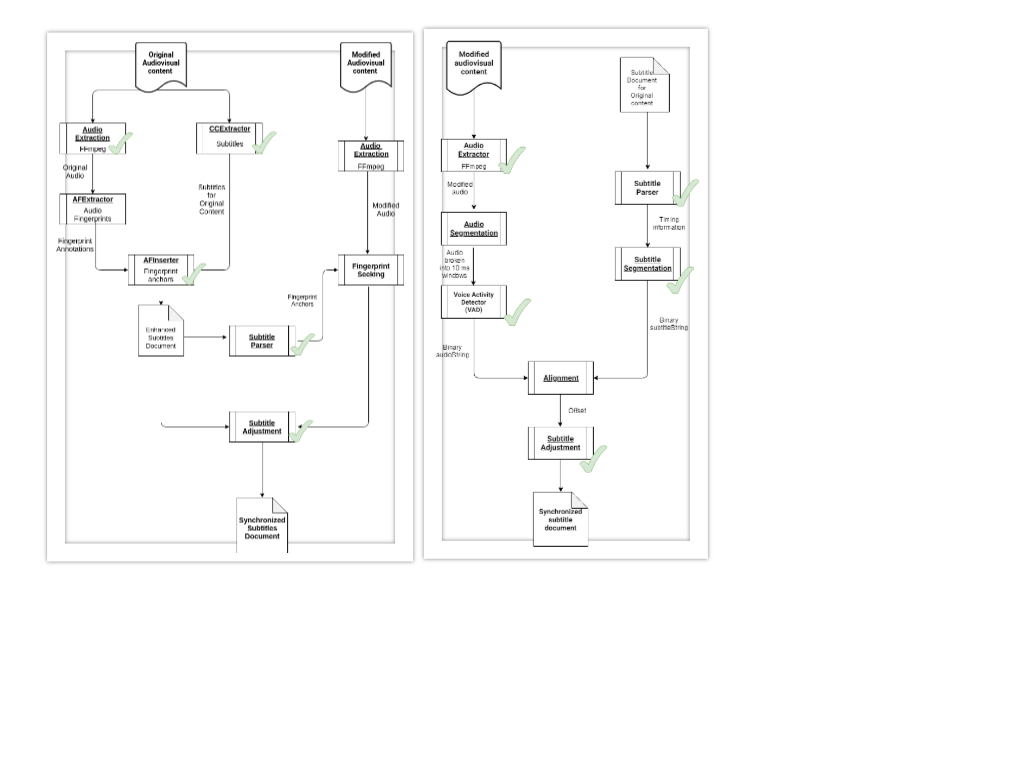 Original
Audiovisual
content
Modified
Audiovisual
content
Audio
Extraction
FFmpeg
CCExtractor
Subtitles
Audio
Extraction
FFmpeg
Original
Audio
AFExtractor
Audio
Fingerprints
Subtitles
for
Original
Content
Modified
Audio
Fingerprint
Annotations
AFInserter
Fingerprint
anchors
Fingerprint
Seeking
Fingerprint
Anchors
Enhanced
Subtitles
Document
Subtitle
Parser
Subtitle
Adjustment
Synchronized
Subtitles
Document
Modified
audiovisual
content
Subtitle
Document
for
Original
content
Audio
Extractor
FFmpeg
Subtitle
Parser
Modified
audio
Timing
information
Audio
Segmentation
Subtitle
Segmentation
Audio
broken
into 10 ms
windows
Voice Activity
Detector
(VAD)
Binary
subtitleString
Binary
audioString
Alignment
Offset
Subtitle
Adjustment
Synchronized
subtitle
document